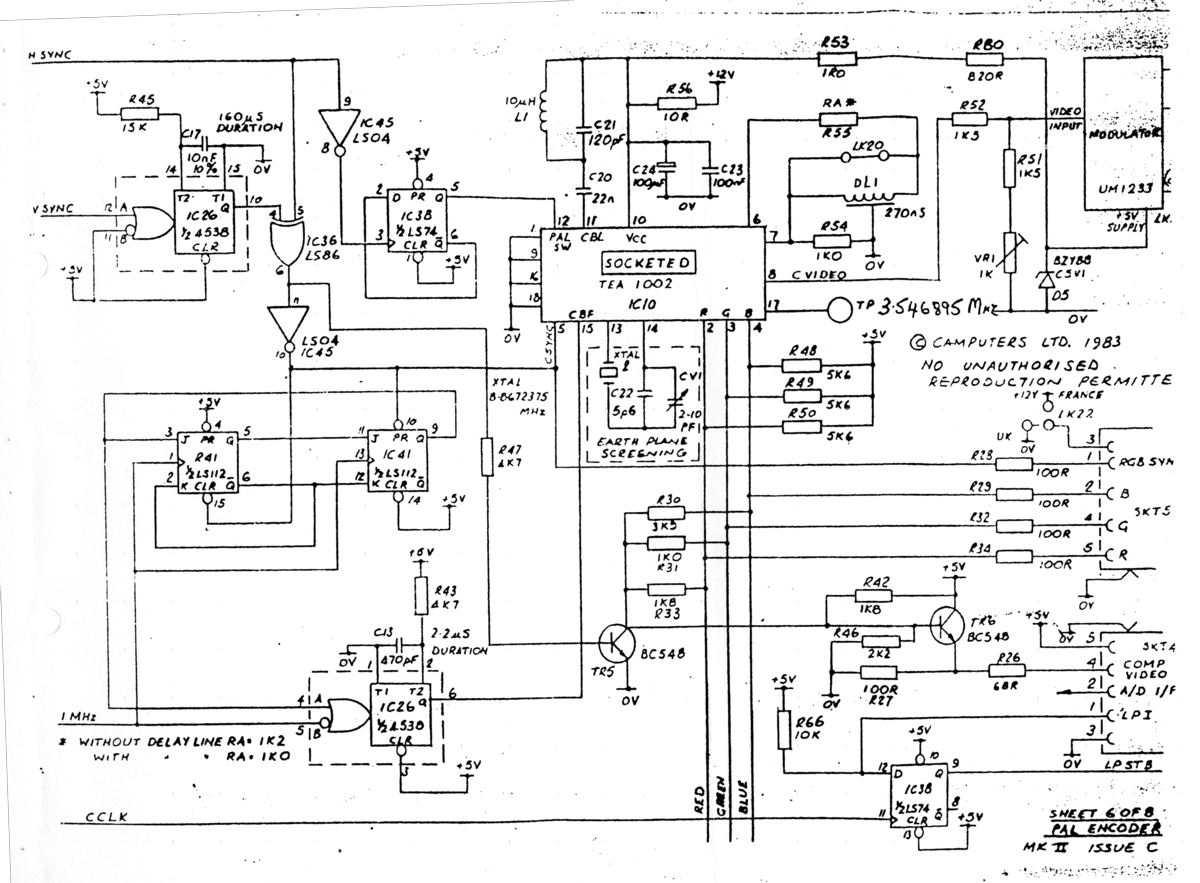 H SYNC
+5V
R45
15K
160µS
DURATION
C17
10nF
10%
0V
14
15
T2
T1
Q
10
12
A
11
B
IC26
½ 4538
CLR
V SYNC
+5V
9
IC45
LS04
8
4
5
IC36
LS86
6
11
LS04
IC45
10
+5V
4
2
D
PR
Q
5
IC38
½ LS74
3
CLR
Q
6
1
+5V
10µH
L1
C21
120pF
C20
22n
R56
10R
+12V
C24
100µF
C23
100nF
0V
R53
1R0
R80
820R
RA*
R55
LK20
DL1
270nS
R54
1K0
0V
R52
1K5
VIDEO
INPUT
MODULATOR
UM1233
+5V
SUPPLY
LK.
R51
1K5
VR1
1K
BZY88
C5V1
D5
0V
12
11
10
6
PAL
SW
CBL
VCC
7
SOCKETED
TEA 1002
IC10
8
C VIDEO
1
9
16
18
0V
17
TP 3.546895 MHz
CBF
R
G
B
5
15
13
14
2
3
4
CSYNC
XTAL
C22
5p6
CV1
2-10
PF
EARTH PLANE
SCREENING
XTAL
8.8672375
MHz
+5V
R48
5K6
R49
5K6
R50
5K6
© CAMPUTERS LTD. 1983
NO UNAUTHORISED
REPRODUCTION PERMITTE
+12V
FRANCE
LK22
UK
0V
3
R28
100R
1
RGB SYN
R29
100R
2
B
SKT5
R32
100R
4
G
R34
100R
5
R
0V
+5V
4
3
J
PR
Q
5
1
R41
½ LS112
2
K
CLR
Q
6
15
10
11
J
PR
Q
9
13
IC41
½ LS112
12
K
CLR
Q
14
+5V
R47
4K7
R30
3K3
1K0
R31
1K8
R33
+5V
R43
4K7
C13
470pF
2.2µS
DURATION
0V
1
2
T1
T2
Q
6
4
A
5
B
IC26
½ 4538
CLR
3
+5V
1 MHz
* WITHOUT DELAY LINE RA = 1K2
WITH " " RA = 1K0
TR5
BC548
0V
R42
1K8
+5V
R46
2K2
TR6
BC548
100R
R27
0V
R26
68R
+5V
0V
5
SKT4
4
COMP
VIDEO
2
A/D I/F
1
LPI
3
0V
LPSTB
+5V
R66
10K
+5V
10
12
D
Q
9
IC38
½ LS74
8
Q
11
CLR
13
+5V
CCLK
RED
GREEN
BLUE
SHEET 6 OF 8
PAL ENCODER
MK II ISSUE C